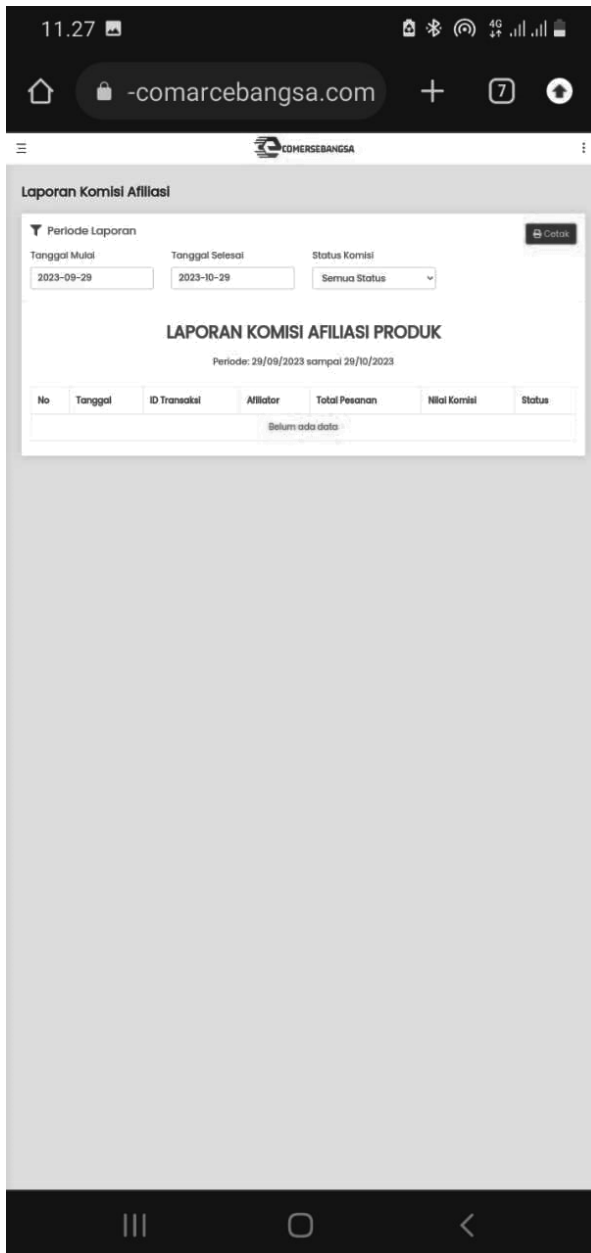 11.27
4G
-comarcebangsa.com
7
COMERSEBANGSA
Laporan Komisi Afiliasi
Periode Laporan
Cetak
Tanggal Mulai Tanggal Selesai Status Komisi
2023-09-29 2023-10-29 Semua Status
LAPORAN KOMISI AFILIASI PRODUK
Periode: 29/09/2023 sampai 29/10/2023
No Tanggal ID Transaksi Afiliator Total Pesanan Nilai Komisi Status
Belum ada data